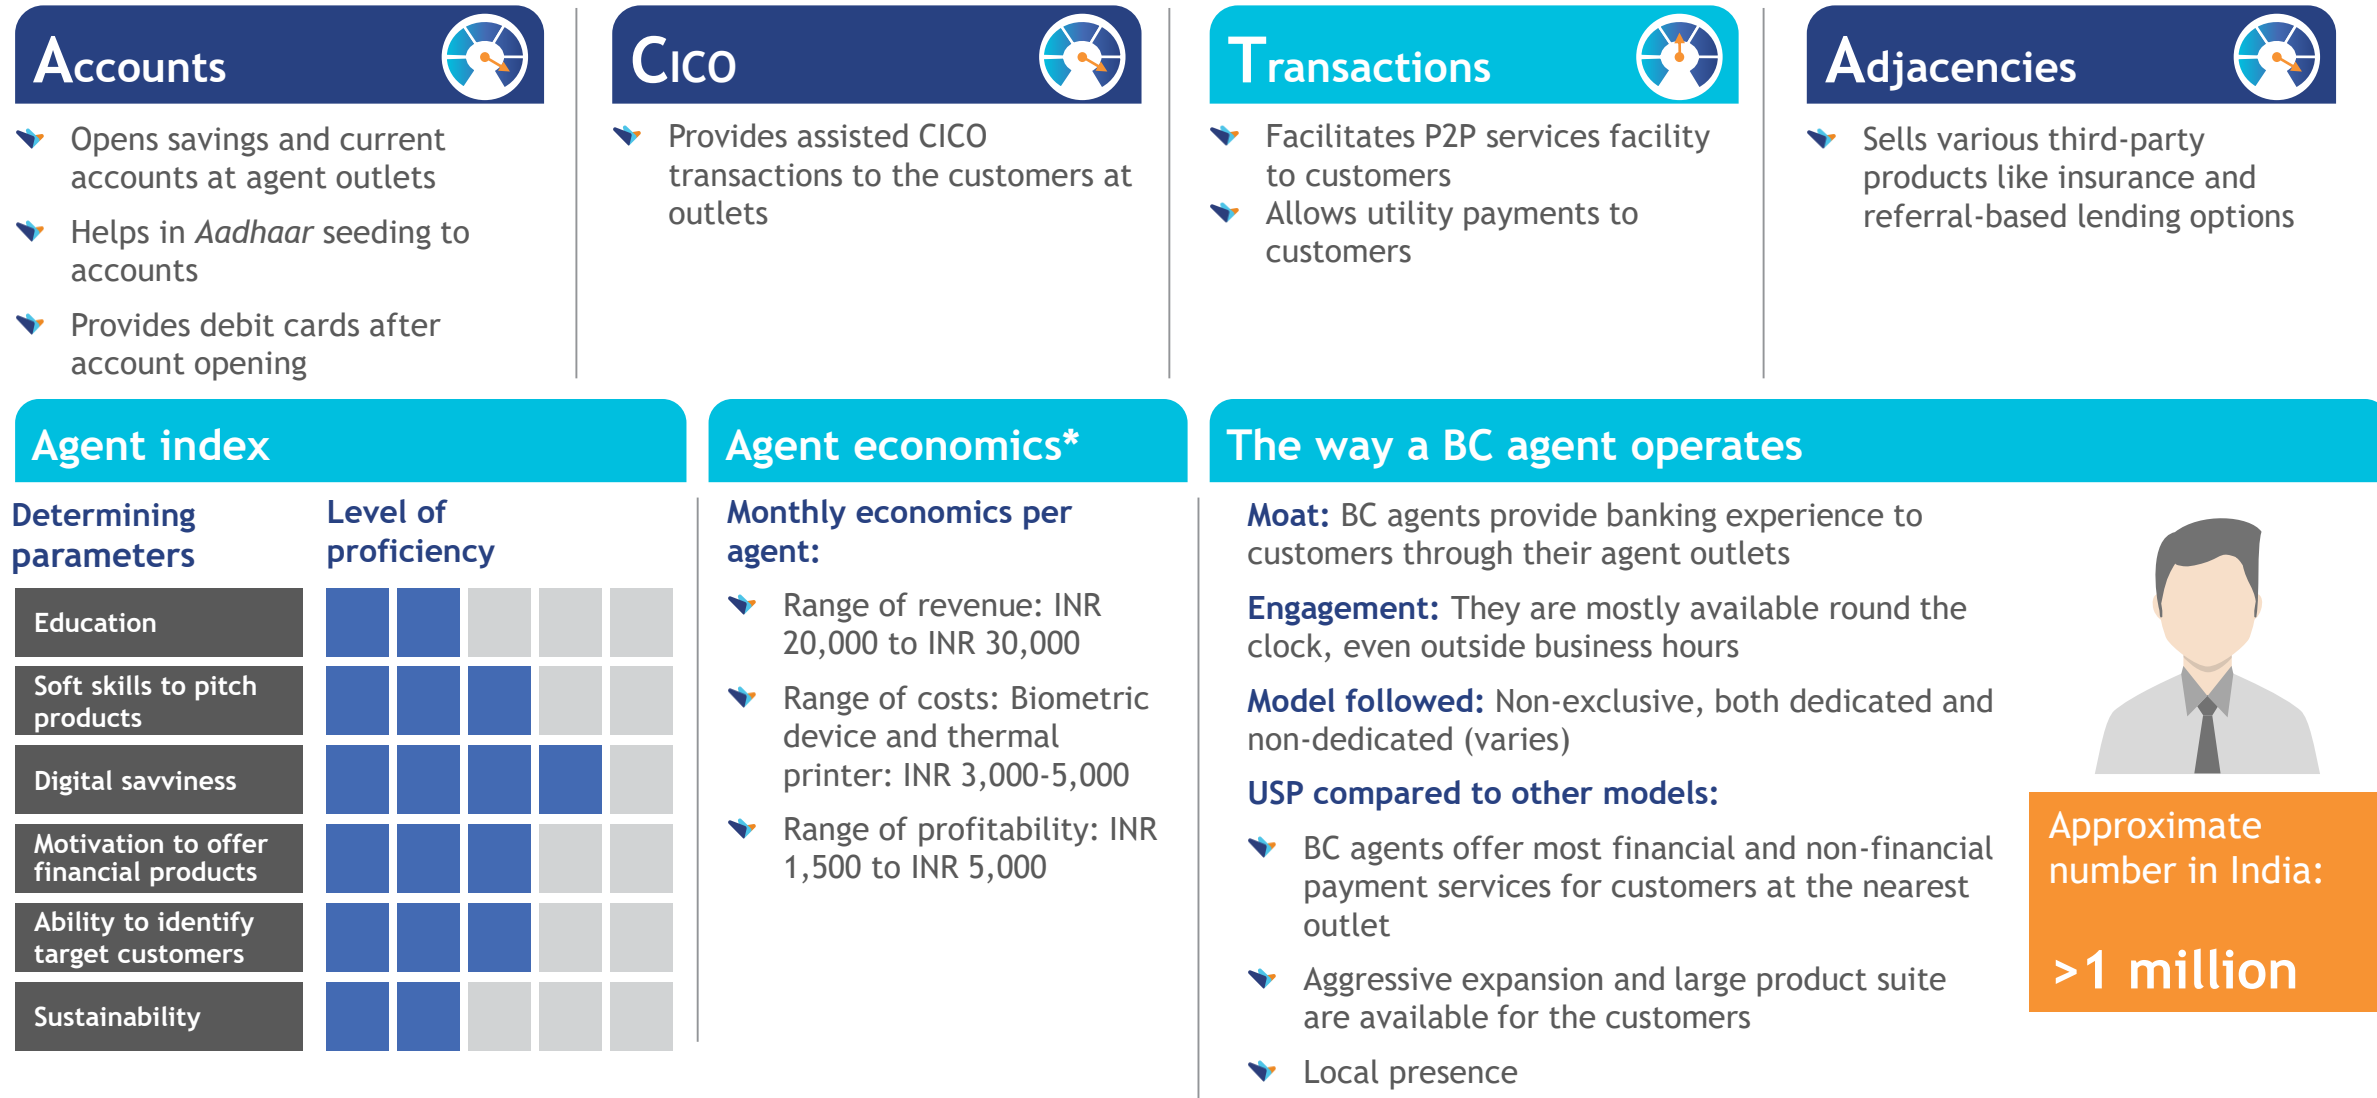 Accounts
Opens savings and current
accounts at agent outlets
Helps in Aadhaar seeding to
accounts
Provides debit cards after
account opening
CICO
Provides assisted CICO
transactions to the customers at
outlets
Transactions
Facilitates P2P services facility
to customers
Allows utility payments to
customers
Adjacencies
Sells various third-party
products like insurance and
referral-based lending options
Agent index
Determining
parameters
Level of
proficiency
Education
Soft skills to pitch
products
Digital savviness
Motivation to offer
financial products
Ability to identify
target customers
Sustainability
Agent economics*
Monthly economics per
agent:
Range of revenue: INR
20,000 to INR 30,000
Range of costs: Biometric
device and thermal
printer: INR 3,000-5,000
Range of profitability: INR
1,500 to INR 5,000
The way a BC agent operates
Moat: BC agents provide banking experience to
customers through their agent outlets
Engagement: They are mostly available round the
clock, even outside business hours
Model followed: Non-exclusive, both dedicated and
non-dedicated (varies)
USP compared to other models:
BC agents offer most financial and non-financial
payment services for customers at the nearest
outlet
Aggressive expansion and large product suite
are available for the customers
Local presence
Approximate
number in India:
>1 million